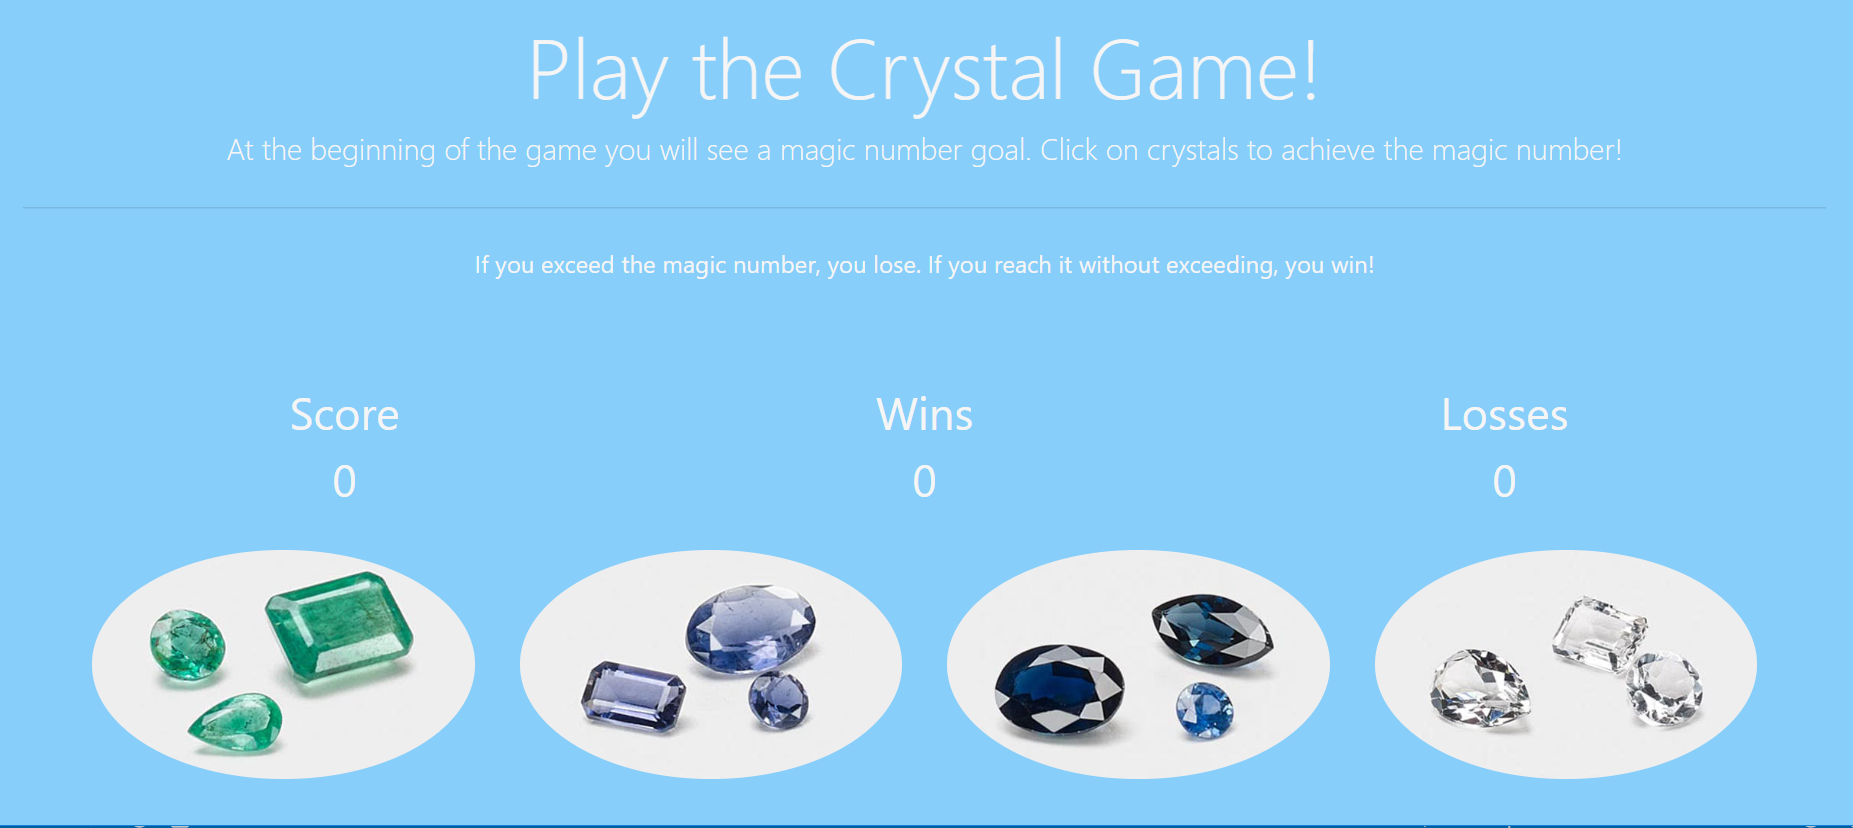 Play the Crystal Game!
At the beginning of the game you will see a magic number goal. Click on crystals to achieve the magic number!
If you exceed the magic number, you lose. If you reach it without exceeding, you win!
Score
Wins
Losses
0
0
0